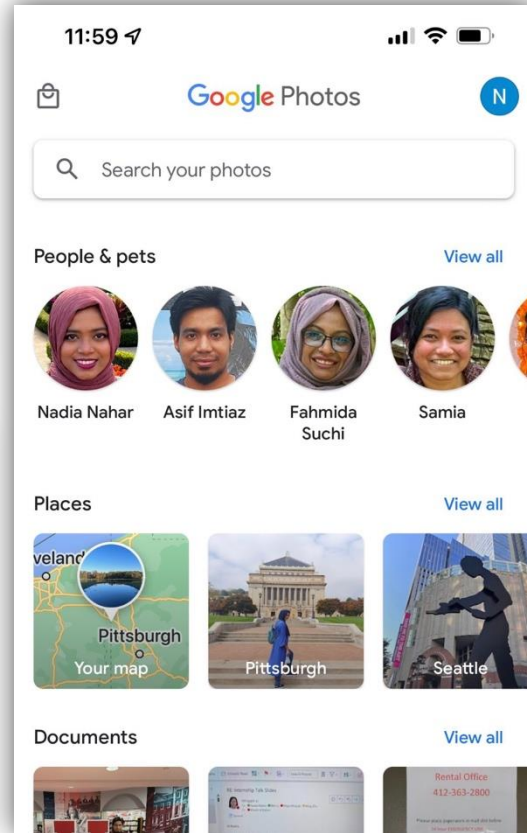 11:59
Google Photos
N
Search your photos
People & pets
View all
Nadia Nahar
Asif Imtiaz
Fahmida
Suchi
Samia
Places
View all
veland
Pittsburgh
Your map
Pittsburgh
Seattle
Documents
View all
Rental Office
412-363-2800